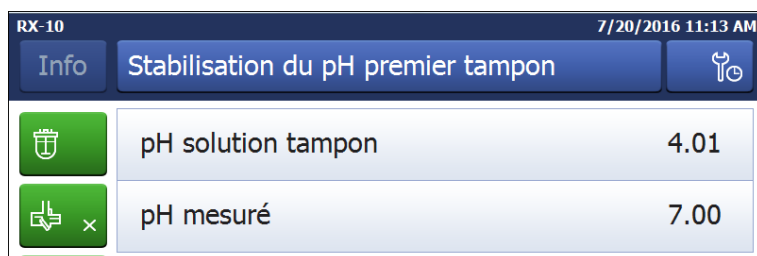 RX-10 7/20/2016 11:13 AM
Info Stabilisation du pH premier tampon
pH solution tampon 4.01
pH mesuré 7.00